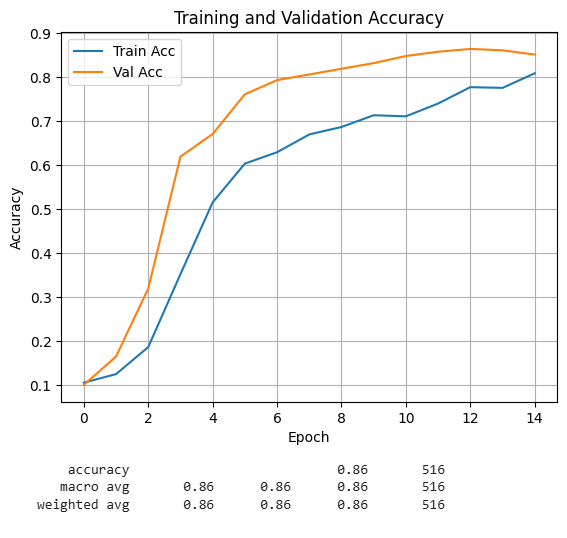 Training and Validation Accuracy
0.9
Train Acc
Val Acc
0.8
0.7
0.6
0.5
0.4
0.3
0.2
0.1
Accuracy
0 2 4 6 8 10 12 14
Epoch
accuracy 0.86 516
macro avg 0.86 0.86 0.86 516
weighted avg 0.86 0.86 0.86 516